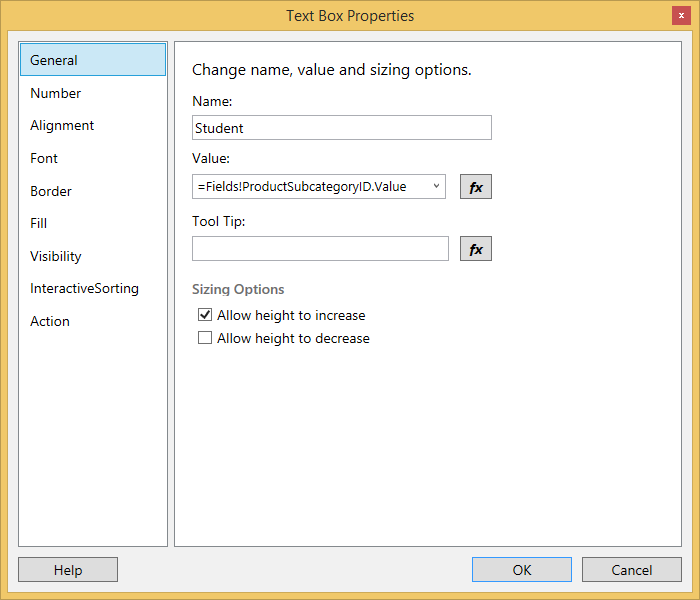 Text Box Properties
x
General
Number
Alignment
Font
Border
Fill
Visibility
InteractiveSorting
Action
Change name, value and sizing options.
Name:
Student
Value:
=Fields!ProductSubcategoryID.Value
fx
Tool Tip:
fx
Sizing Options
Allow height to increase
Allow height to decrease
Help
OK
Cancel